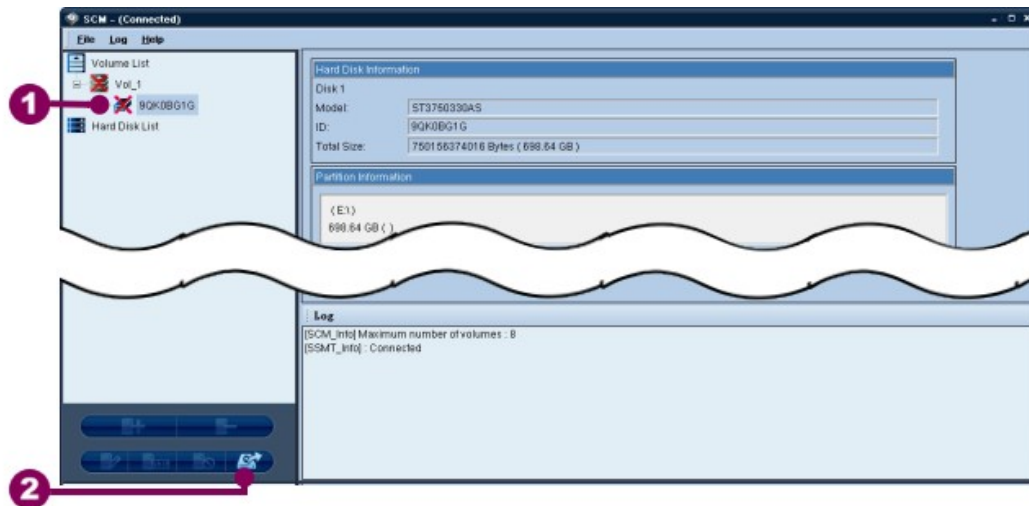 SCM - (Connected)
File Log Help
Volume List
Vol_1
1
9QK0BG1G
Hard Disk List
Hard Disk Information
Disk 1
Model: ST3750330AS
ID: 9QK0BG1G
Total Size: 750156374016 Bytes ( 698.64 GB )
Partition Information
( E:\ )
698.64 GB ( )
Log
[SCM_Info] Maximum number of volumes : 8
[SSMT_Info] : Connected
2